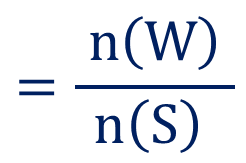 = n(W)
n(S)